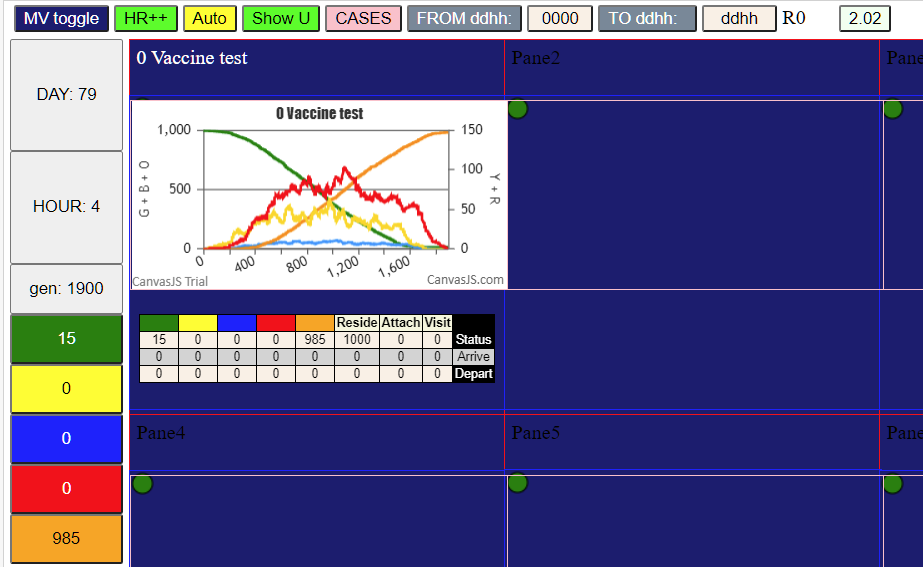 MV toggle HR++ Auto Show U CASES FROM ddhh: 0000 TO ddhh: ddhh R0 2.02
DAY: 79
HOUR: 4
gen: 1900
15
0
0
0
985
0 Vaccine test Pane2 Pane
0 Vaccine test
1,000 150
100
500 50
0 0
G + B + O
Y + R
0 400 800 1,200 1,600
CanvasJS Trial CanvasJS.com
Reside Attach Visit
15 0 0 0 985 1000 0 0 Status
0 0 0 0 0 0 0 0 Arrive
0 0 0 0 0 0 0 0 Depart
Pane4 Pane5 Pane